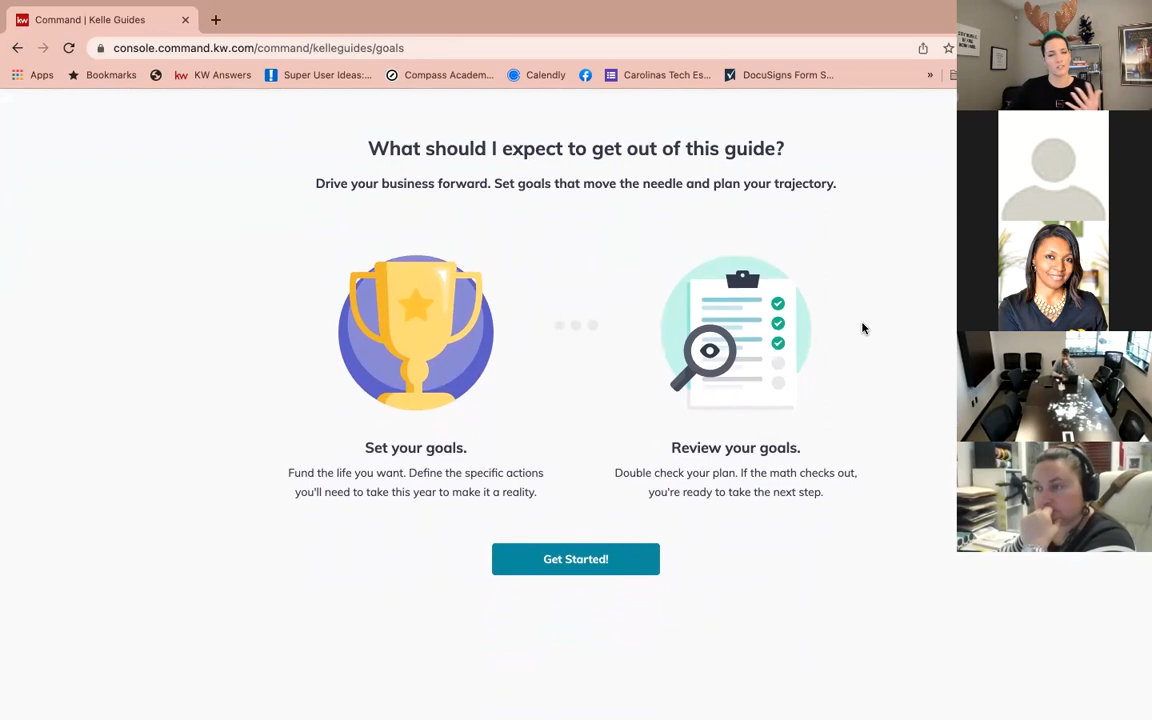 kw Command | Kelle Guides
console.command.kw.com/command/kelleguides/goals
Apps Bookmarks kw KW Answers Super User Ideas:... Compass Academ... Calendly Carolinas Tech Es... DocuSigns Form S... »
What should I expect to get out of this guide?
Drive your business forward. Set goals that move the needle and plan your trajectory.
Set your goals.
Fund the life you want. Define the specific actions
you'll need to take this year to make it a reality.
Review your goals.
Double check your plan. If the math checks out,
you're ready to take the next step.
Get Started!